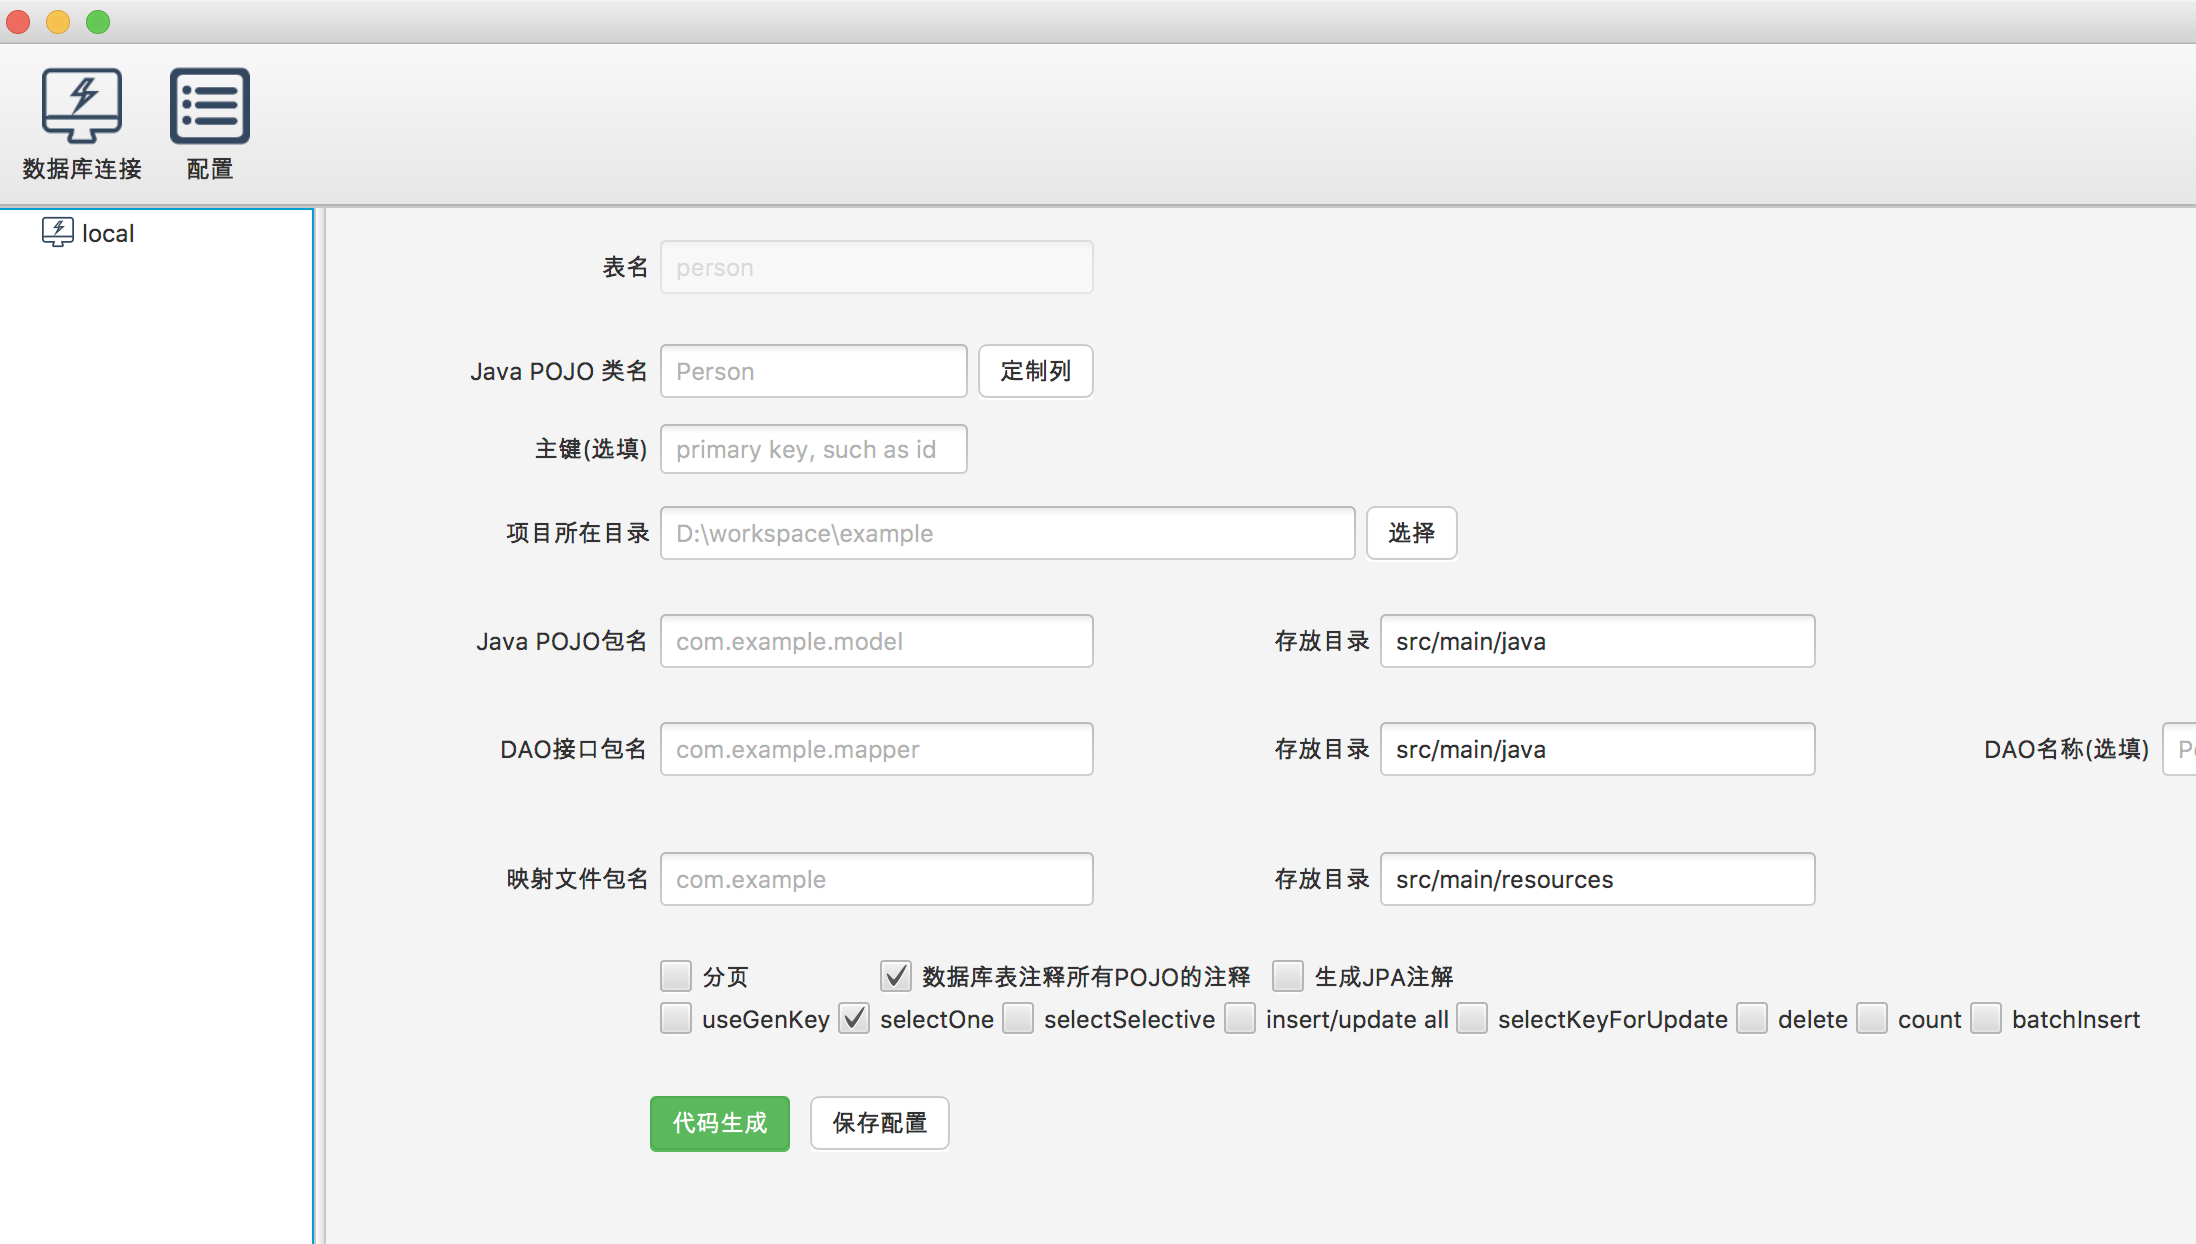 数据库连接 配置
local
表名 person
Java POJO 类名 Person 定制列
主键(选填) primary key, such as id
项目所在目录 D:\workspace\example 选择
Java POJO包名 com.example.model 存放目录 src/main/java
DAO接口包名 com.example.mapper 存放目录 src/main/java DAO名称(选填)
映射文件包名 com.example 存放目录 src/main/resources
分页 数据库表注释所有POJO的注释 生成JPA注解
useGenKey selectOne selectSelective insert/update all selectKeyForUpdate delete count batchInsert
代码生成 保存配置